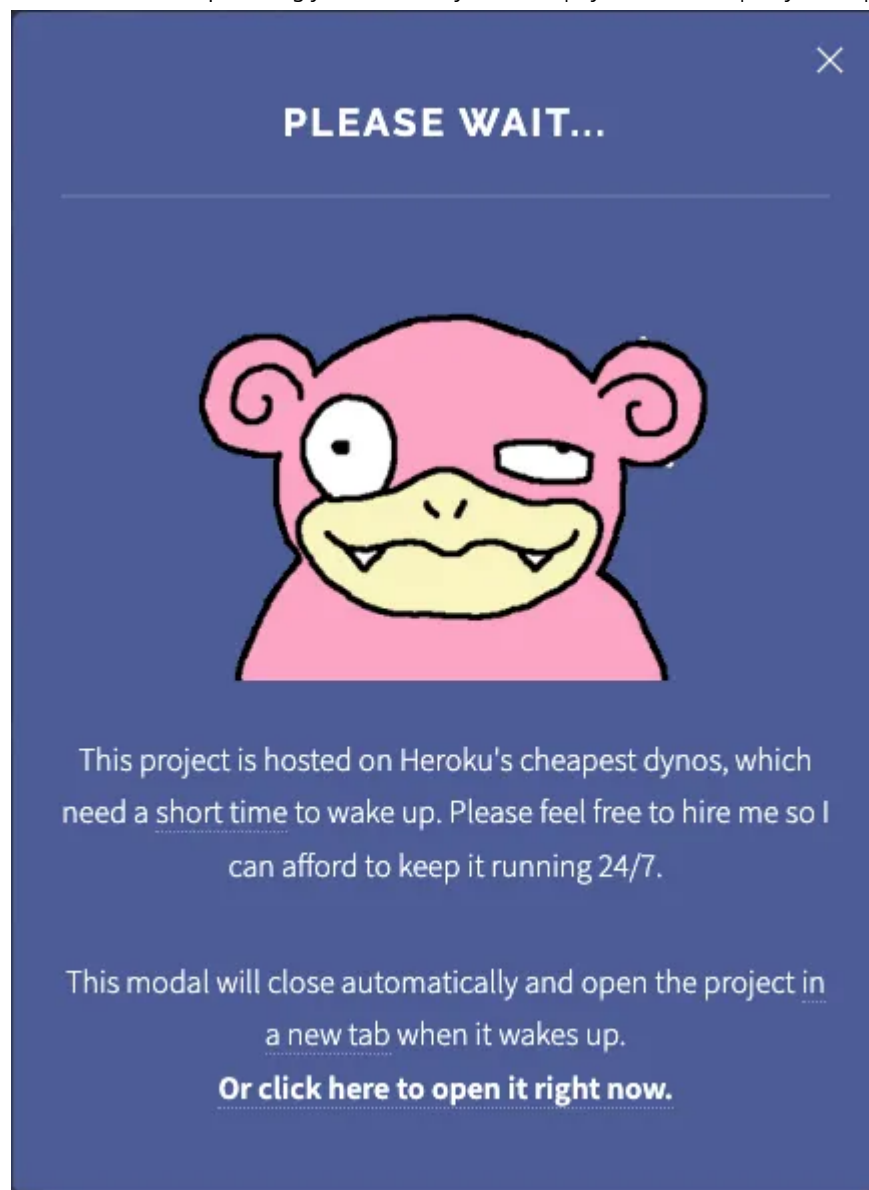 PLEASE WAIT...
This project is hosted on Heroku's cheapest dynos, which
need a short time to wake up. Please feel free to hire me so I
can afford to keep it running 24/7.
This modal will close automatically and open the project in
a new tab when it wakes up.
Or click here to open it right now.